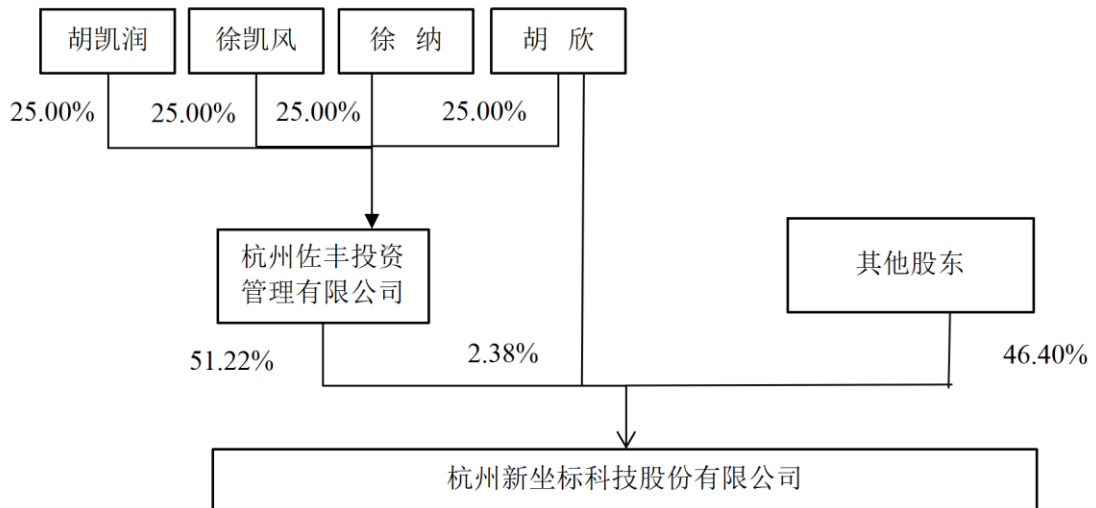 胡凯润
徐凯风
徐 纳
胡 欣
25.00%
25.00%
25.00%
25.00%
杭州佐丰投资
管理有限公司
其他股东
51.22%
2.38%
46.40%
杭州新坐标科技股份有限公司